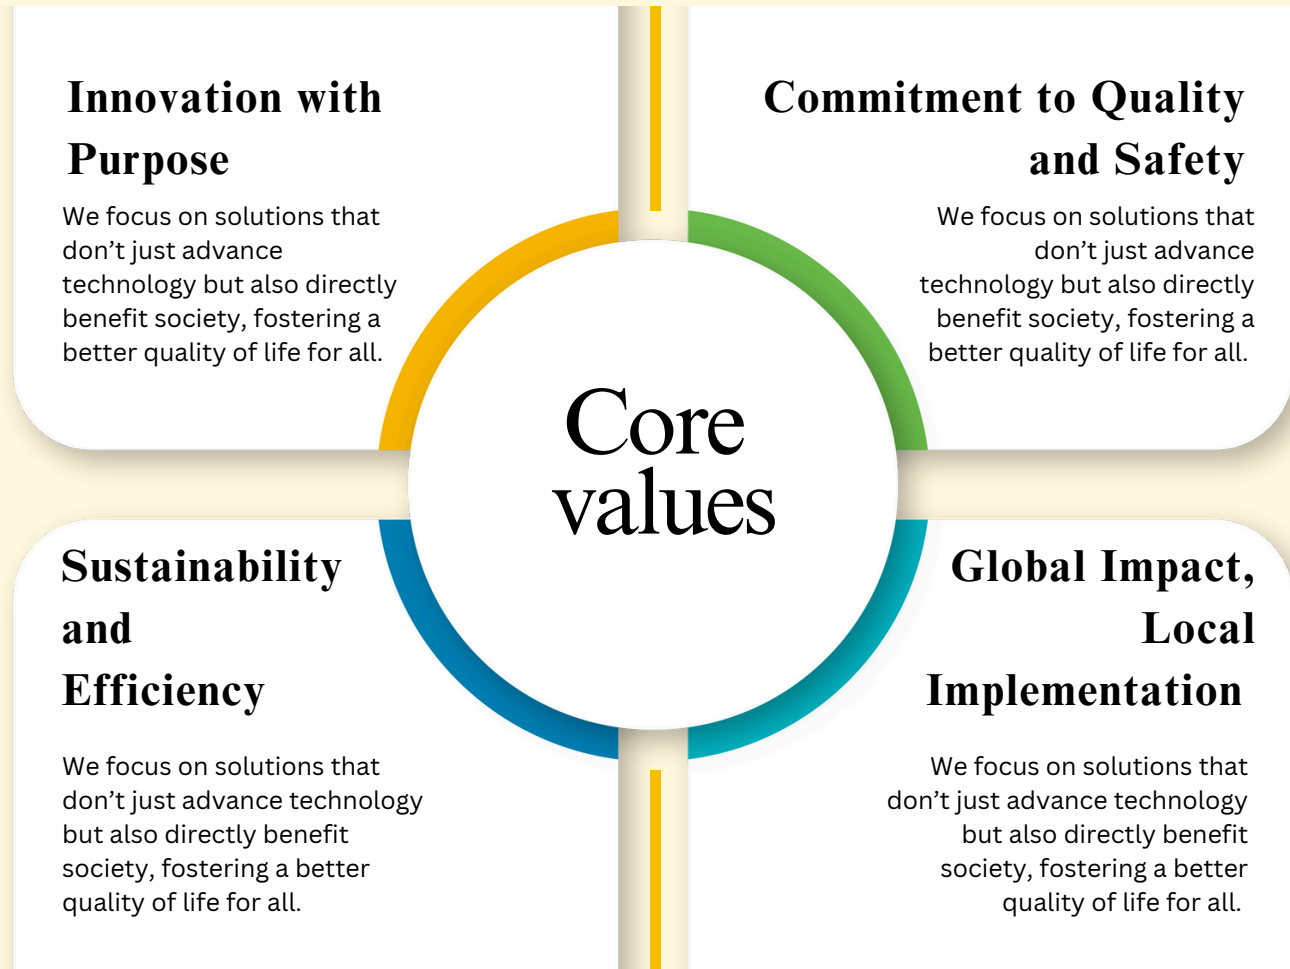 Innovation with
Purpose
We focus on solutions that
don’t just advance
technology but also directly
benefit society, fostering a
better quality of life for all.
Commitment to Quality
and Safety
We focus on solutions that
don’t just advance
technology but also directly
benefit society, fostering a
better quality of life for all.
Core
values
Sustainability
and
Efficiency
We focus on solutions that
don’t just advance technology
but also directly benefit
society, fostering a better
quality of life for all.
Global Impact,
Local
Implementation
We focus on solutions that
don’t just advance technology
but also directly benefit
society, fostering a better
quality of life for all.